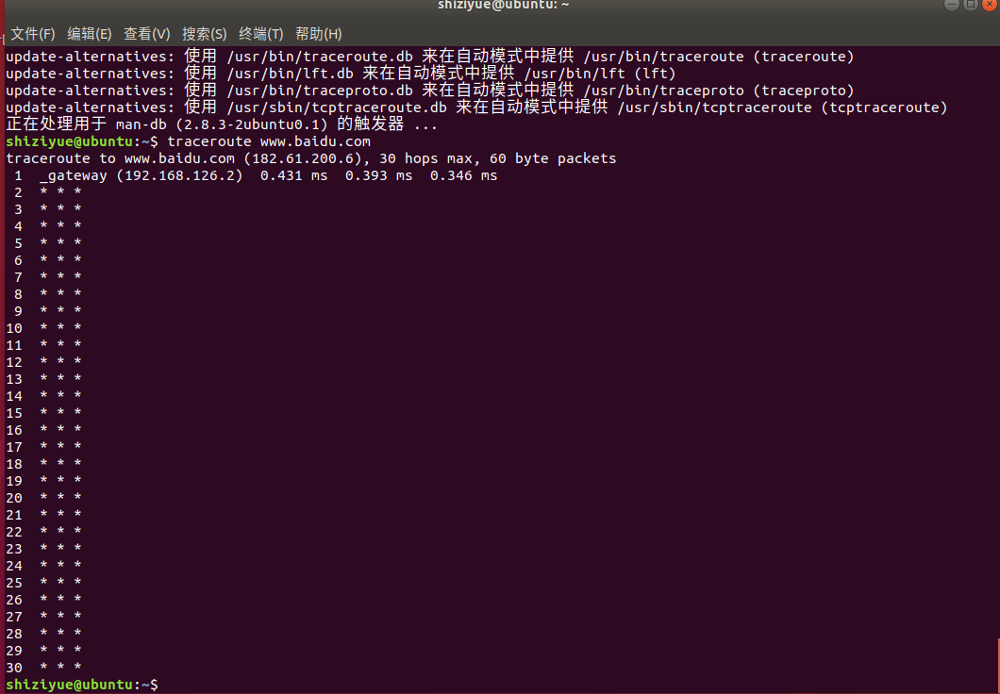 shiziyue@ubuntu: ~
文件(F) 编辑(E) 查看(V) 搜索(S) 终端(T) 帮助(H)
update-alternatives: 使用 /usr/bin/traceroute.db 来在自动模式中提供 /usr/bin/traceroute (traceroute)
update-alternatives: 使用 /usr/bin/lft.db 来在自动模式中提供 /usr/bin/lft (lft)
update-alternatives: 使用 /usr/bin/traceproto.db 来在自动模式中提供 /usr/bin/traceproto (traceproto)
update-alternatives: 使用 /usr/sbin/tcptraceroute.db 来在自动模式中提供 /usr/sbin/tcptraceroute (tcptraceroute)
正在处理用于 man-db (2.8.3-2ubuntu0.1) 的触发器 ...
shiziyue@ubuntu:~$ traceroute www.baidu.com
traceroute to www.baidu.com (182.61.200.6), 30 hops max, 60 byte packets
 1  _gateway (192.168.126.2)  0.431 ms  0.393 ms  0.346 ms
 2  * * *
 3  * * *
 4  * * *
 5  * * *
 6  * * *
 7  * * *
 8  * * *
 9  * * *
10  * * *
11  * * *
12  * * *
13  * * *
14  * * *
15  * * *
16  * * *
17  * * *
18  * * *
19  * * *
20  * * *
21  * * *
22  * * *
23  * * *
24  * * *
25  * * *
26  * * *
27  * * *
28  * * *
29  * * *
30  * * *
shiziyue@ubuntu:~$